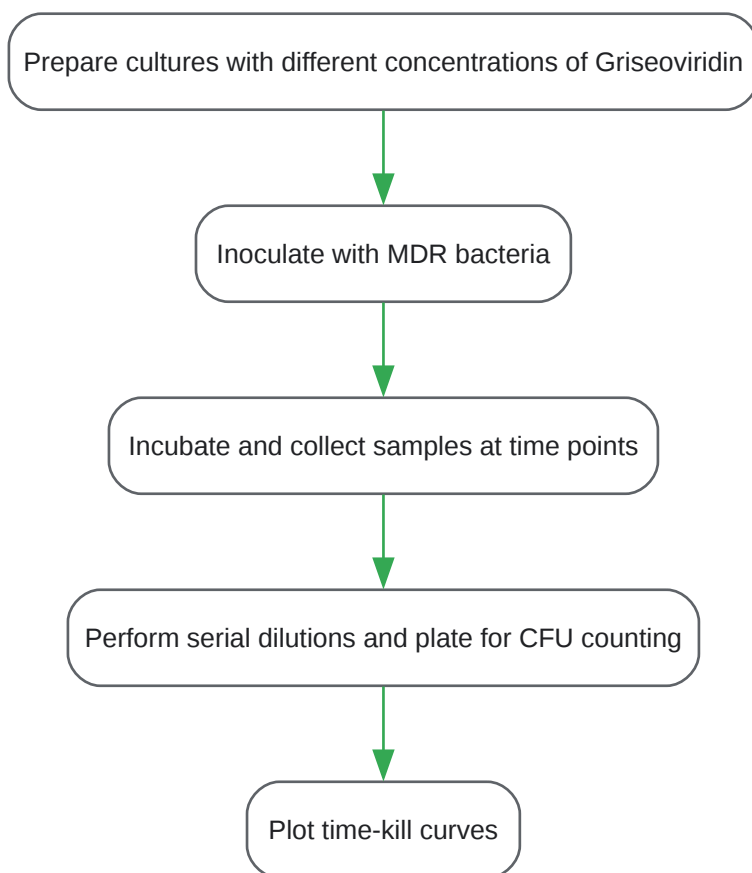 Prepare cultures with different concentrations of Griseoviridin
Inoculate with MDR bacteria
Incubate and collect samples at time points
Perform serial dilutions and plate for CFU counting
Plot time-kill curves